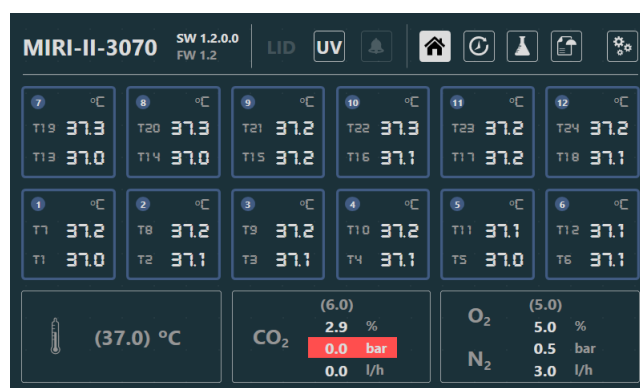 MIRI-II-3070 SW 1.2.0.0 LID UV
FW 1.2
7 °C 8 °C 9 °C 10 °C 11 °C 12 °C
T19 37.3 T20 37.3 T21 37.2 T22 37.3 T23 37.2 T24 37.2
T13 37.0 T14 37.0 T15 37.2 T16 37.1 T17 37.2 T18 37.1
1 °C 2 °C 3 °C 4 °C 5 °C 6 °C
T7 37.2 T8 37.2 T9 37.2 T10 37.2 T11 37.1 T12 37.1
T1 37.0 T2 37.1 T3 37.1 T4 37.1 T5 37.0 T6 37.1
(37.0) °C
(6.0)
CO₂
2.9 %
0.0 bar
0.0 l/h
(5.0)
O₂
5.0 %
N₂
0.5 bar
3.0 l/h